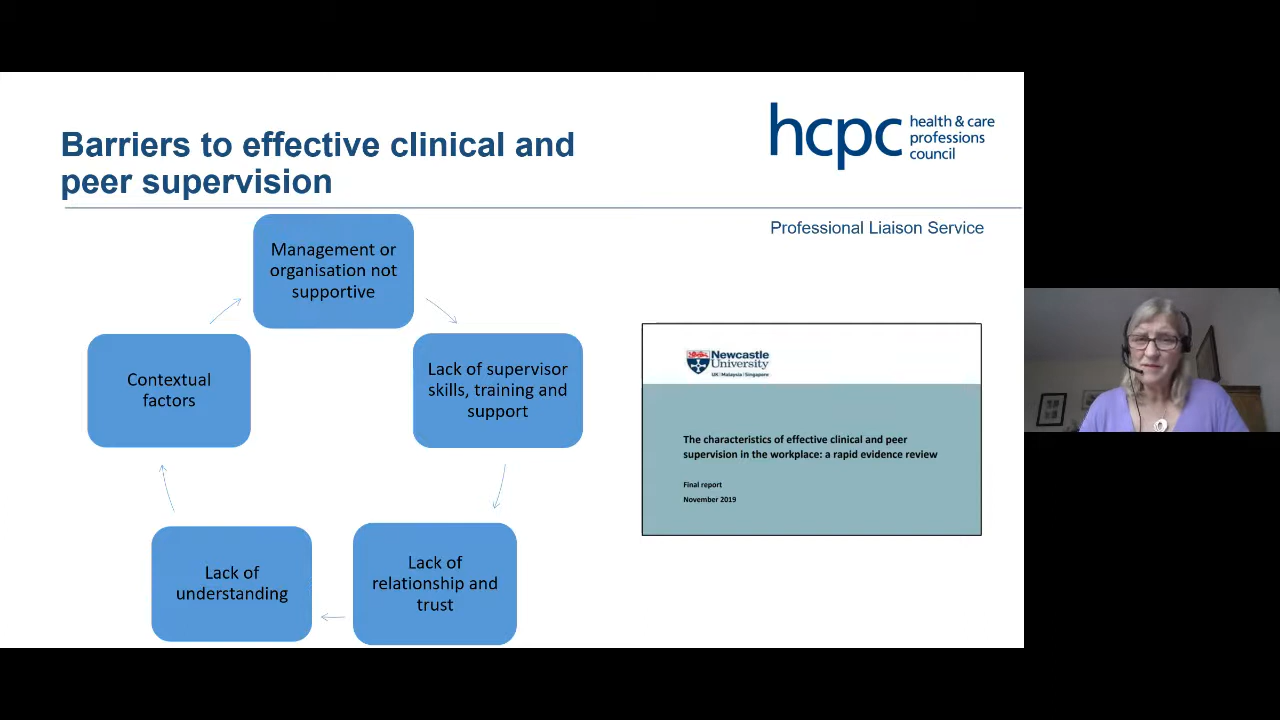 Barriers to effective clinical and
peer supervision
hcpc health & care
professions
council
Professional Liaison Service
Management or
organisation not
supportive
Lack of supervisor
skills, training and
support
Lack of
relationship and
trust
Lack of
understanding
Contextual
factors
Newcastle
University
UK | Malaysia | Singapore
The characteristics of effective clinical and peer
supervision in the workplace: a rapid evidence review
Final report
November 2019